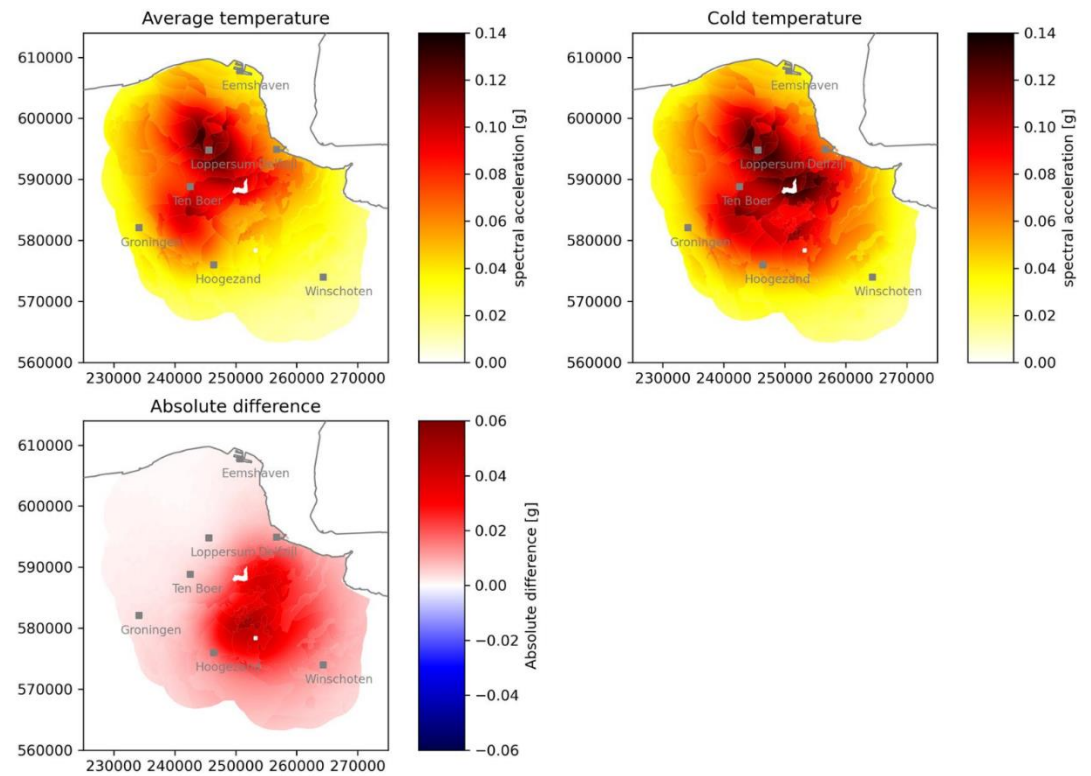 Average temperature
610000
600000
590000
580000
570000
560000
230000 240000 250000 260000 270000
Eemshaven
Loppersum Delfzijl
Ten Boer
Groningen
Hoogezand
Winschoten
0.14
0.12
0.10
0.08
0.06
0.04
0.02
0.00
spectral acceleration [g]
Cold temperature
610000
600000
590000
580000
570000
560000
230000 240000 250000 260000 270000
Eemshaven
Loppersum Delfzijl
Ten Boer
Groningen
Hoogezand
Winschoten
0.14
0.12
0.10
0.08
0.06
0.04
0.02
0.00
spectral acceleration [g]
Absolute difference
610000
600000
590000
580000
570000
560000
230000 240000 250000 260000 270000
Eemshaven
Loppersum Delfzijl
Ten Boer
Groningen
Hoogezand
Winschoten
0.06
0.04
0.02
0.00
−0.02
−0.04
−0.06
Absolute difference [g]